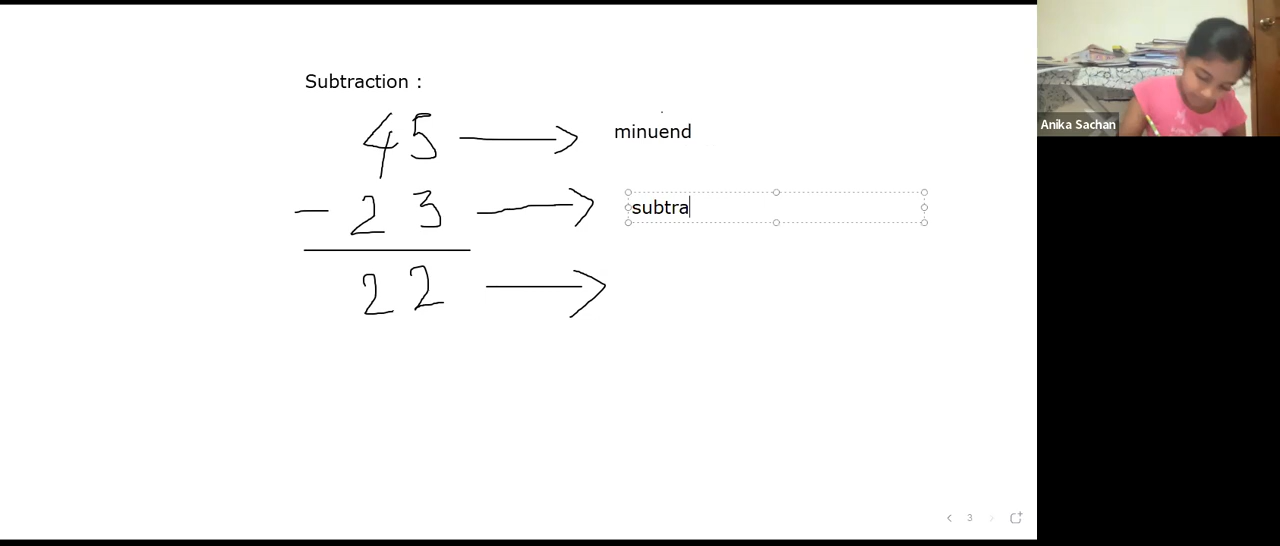 Subtraction :
45 → minuend
- 23 → subtra
22 →
Anika Sachan
3